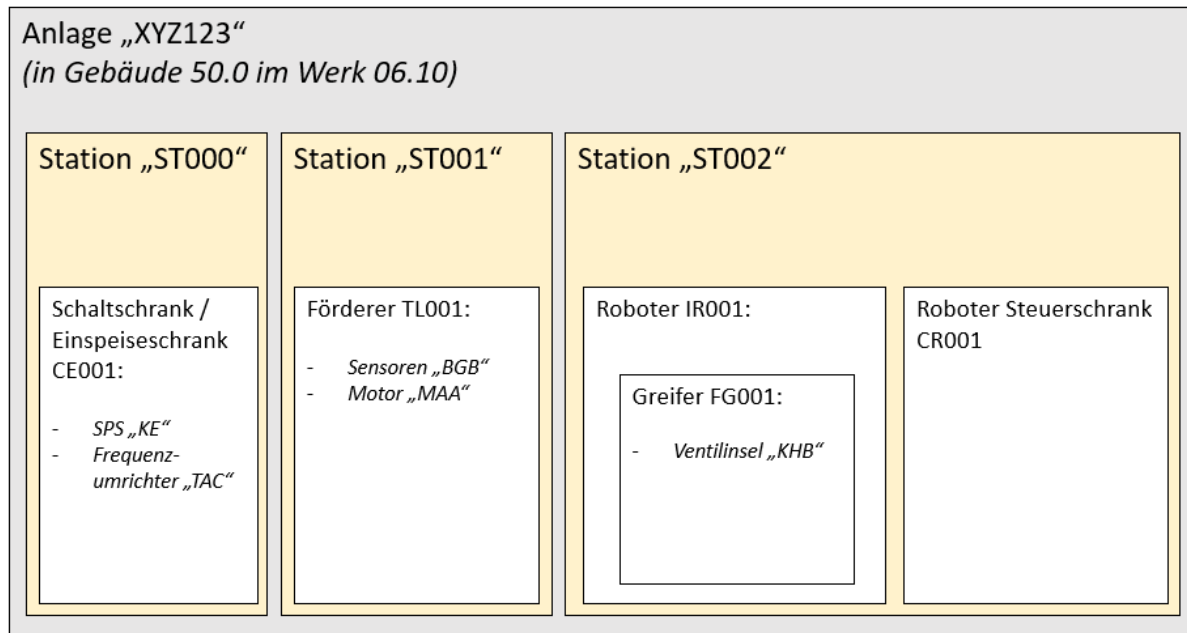 Anlage „XYZ123“
(in Gebäude 50.0 im Werk 06.10)
Station „ST000“
Schaltschrank /
Einspeiseschrank
CE001:
- SPS „KE“
- Frequenz-
umrichter „TAC“
Station „ST001“
Förderer TL001:
- Sensoren „BGB“
- Motor „MAA“
Station „ST002“
Roboter IR001:
Greifer FG001:
- Ventilinsel „KHB“
Roboter Steuerschrank
CR001